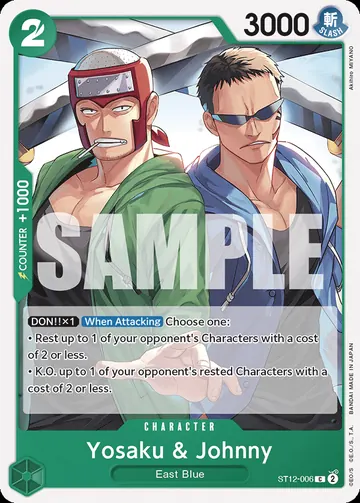 2
3000
斬
SLASH
Akihiro MIYANO
COUNTER +1000
SAMPLE
DON!!×1 When Attacking Choose one:
• Rest up to 1 of your opponent's Characters with a cost
of 2 or less.
• K.O. up to 1 of your opponent's rested Characters with a
cost of 2 or less.
CHARACTER
Yosaku & Johnny
East Blue
ST12-006 C 2
BANDAI MADE IN JAPAN